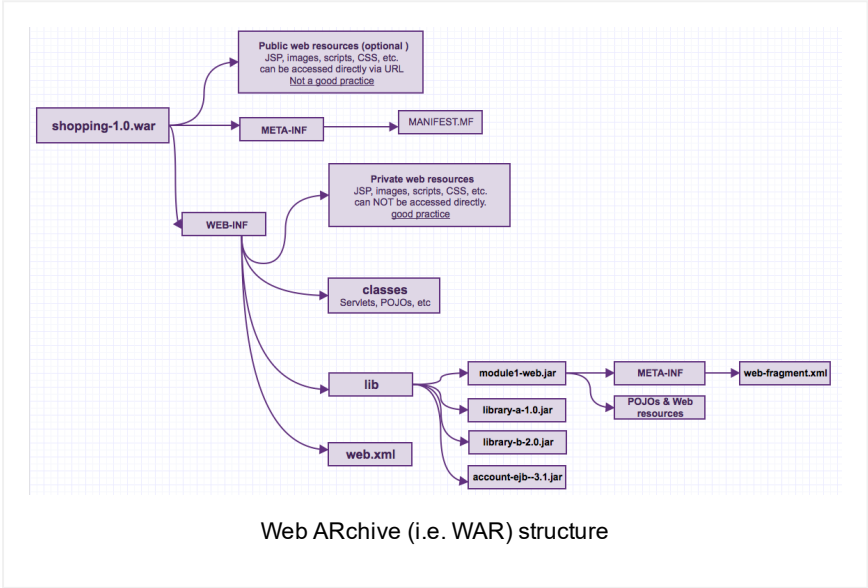 Public web resources (optional )
JSP, images, scripts, CSS, etc.
can be accessed directly via URL
Not a good practice
shopping-1.0.war
META-INF
MANIFEST.MF
Private web resources
JSP, images, scripts, CSS, etc.
can NOT be accessed directly.
good practice
WEB-INF
classes
Servlets, POJOs, etc
lib
module1-web.jar
META-INF
web-fragment.xml
POJOs & Web
resources
library-a-1.0.jar
library-b-2.0.jar
web.xml
account-ejb--3.1.jar
Web ARchive (i.e. WAR) structure